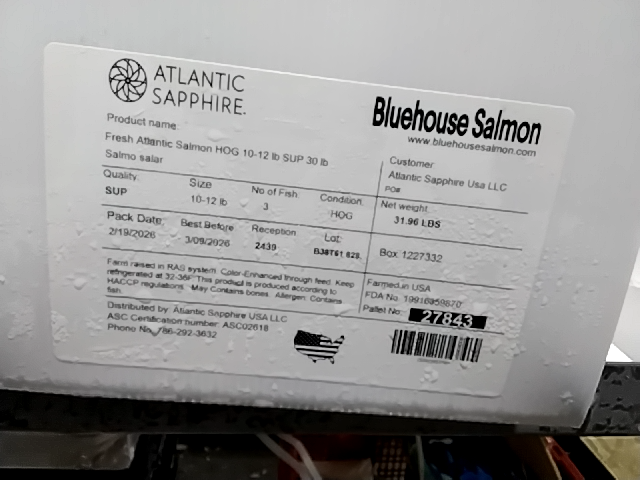 ATLANTIC
SAPPHIRE.
Bluehouse Salmon
www.bluehousesalmon.com
Product name:
Fresh Atlantic Salmon HOG 10-12 lb SUP 30 lb
Salmo salar
Customer
Atlantic Sapphire Usa LLC
PO#
Quality Size No of Fish Condition
SUP 10-12 lb 3 HOG
Net weight
31.96 LBS
Pack Date Best Before Reception Lot
2/19/2026 3/09/2026 2439
Box 1227332
Farm raised in RAS system. Color-Enhanced through feed. Keep
refrigerated at 32-36F. This product is produced according to
HACCP regulations. May Contains bones. Allergen: Contains
fish.
Farmed in USA
FDA No.
Pallet No. 27843
Distributed by: Atlantic Sapphire USA LLC
ASC Certification number: ASC02618
Phone No. 786-292-3632